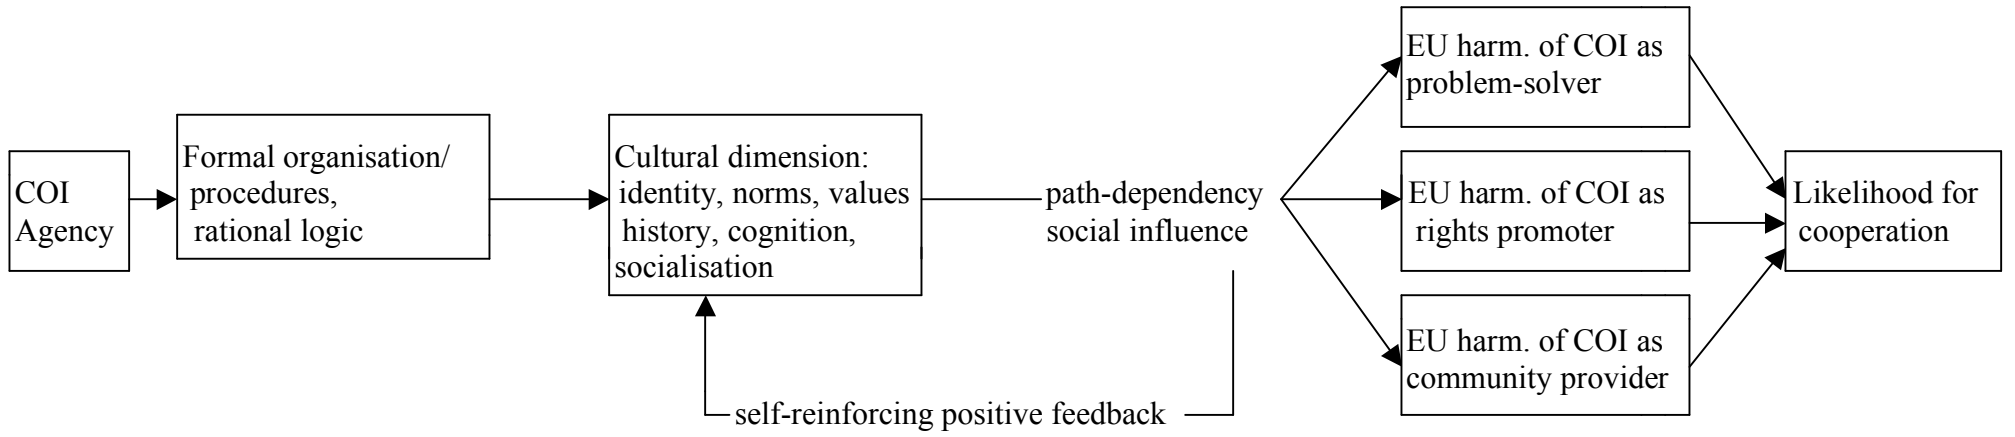 COI
Agency
Formal organisation/
procedures,
rational logic
Cultural dimension:
identity, norms, values
history, cognition,
socialisation
path-dependency
social influence
self-reinforcing positive feedback
EU harm. of COI as
problem-solver
EU harm. of COI as
rights promoter
EU harm. of COI as
community provider
Likelihood for
cooperation